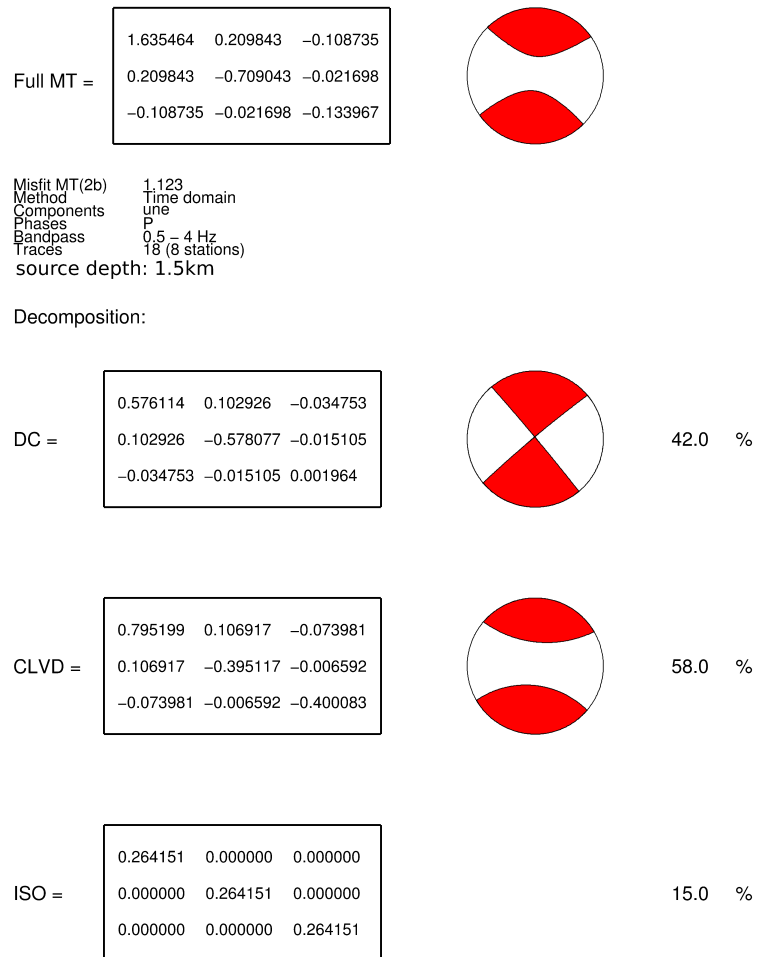 1.635464 0.209843 −0.108735
Full MT = 0.209843 −0.709043 −0.021698
−0.108735 −0.021698 −0.133967
Misfit MT(2b) 1.123
Method Time domain
Components une
Phases P
Bandpass 0.5 − 4 Hz
Traces 18 (8 stations)
source depth: 1.5km
Decomposition:
0.576114 0.102926 −0.034753
DC = 0.102926 −0.578077 −0.015105 42.0 %
−0.034753 −0.015105 0.001964
0.795199 0.106917 −0.073981
CLVD = 0.106917 −0.395117 −0.006592 58.0 %
−0.073981 −0.006592 −0.400083
0.264151 0.000000 0.000000
ISO = 0.000000 0.264151 0.000000 15.0 %
0.000000 0.000000 0.264151